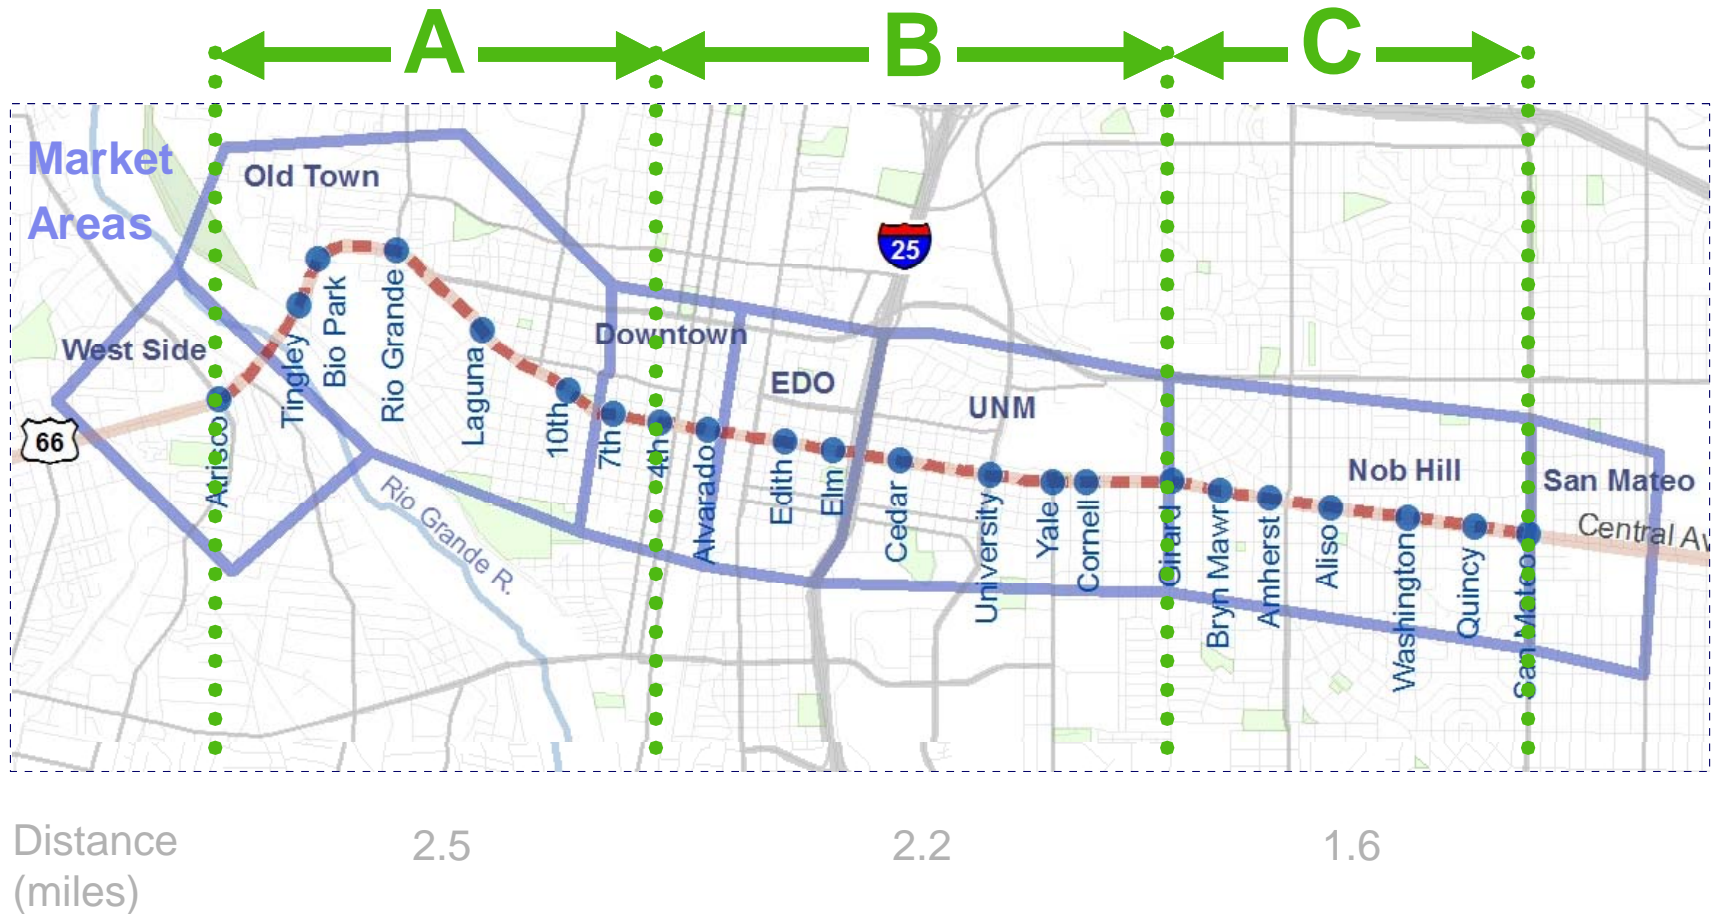 A
B
C
Market
Areas
Old Town
25
West Side
Downtown
EDO
UNM
Nob Hill
San Mateo
66
Central Av
Rio Grande R.
Atrisco
Tingley
Bio Park
Rio Grande
Laguna
10th
7th
4th
Alvarado
Edith
Elm
Cedar
University
Yale
Cornell
Girard
Bryn Mawr
Amherst
Aliso
Washington
Quincy
San Mateo
Distance
(miles)
2.5
2.2
1.6